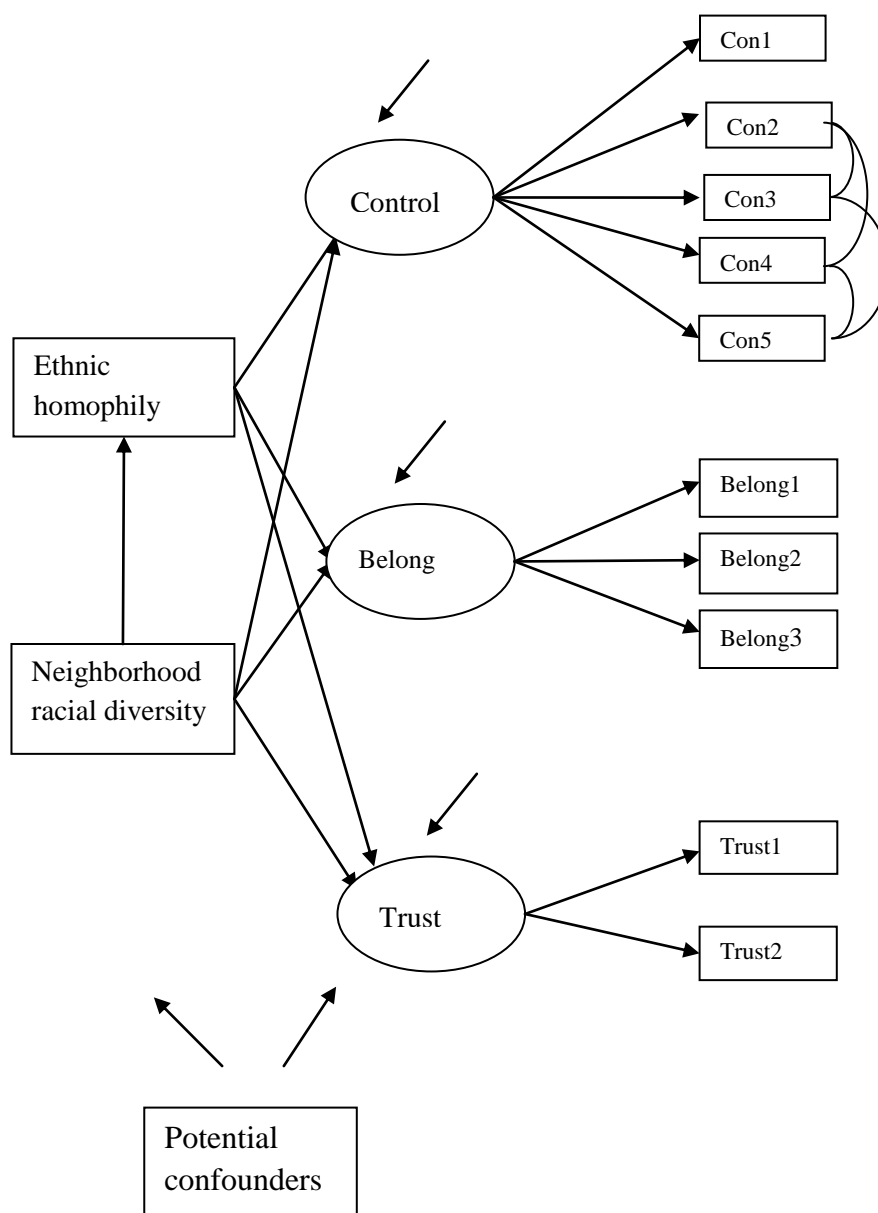 Con1
Con2
Control
Con3
Con4
Con5
Ethnic
homophily
Belong1
Belong2
Belong
Belong3
Neighborhood
racial diversity
Trust1
Trust
Trust2
Potential
confounders